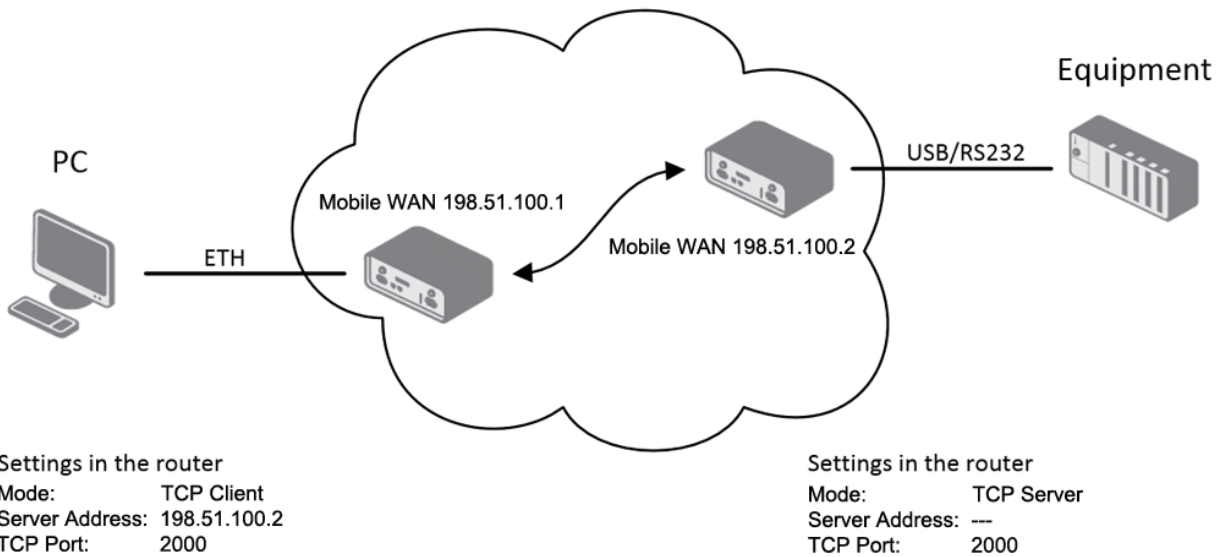 Equipment
PC
USB/RS232
Mobile WAN 198.51.100.1
Mobile WAN 198.51.100.2
ETH
Settings in the router
Mode: TCP Client
Server Address: 198.51.100.2
TCP Port: 2000
Settings in the router
Mode: TCP Server
Server Address: ---
TCP Port: 2000